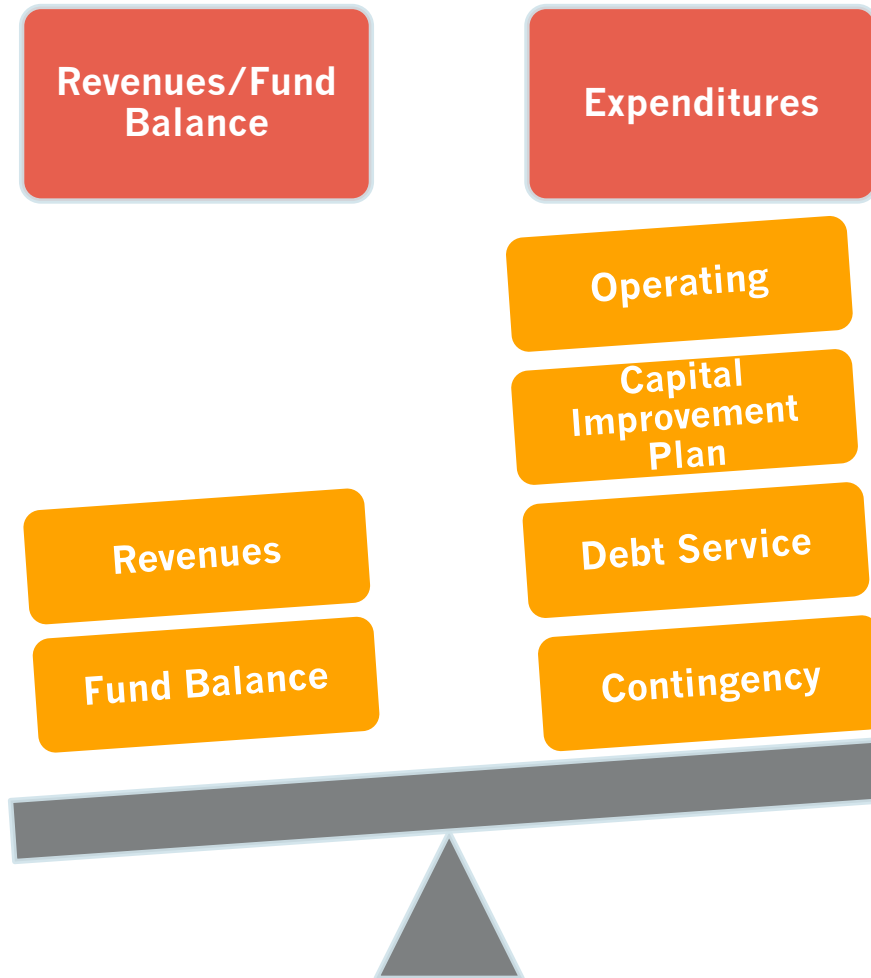 Revenues/Fund
Balance
Expenditures
Operating
Capital
Improvement
Plan
Debt Service
Contingency
Revenues
Fund Balance